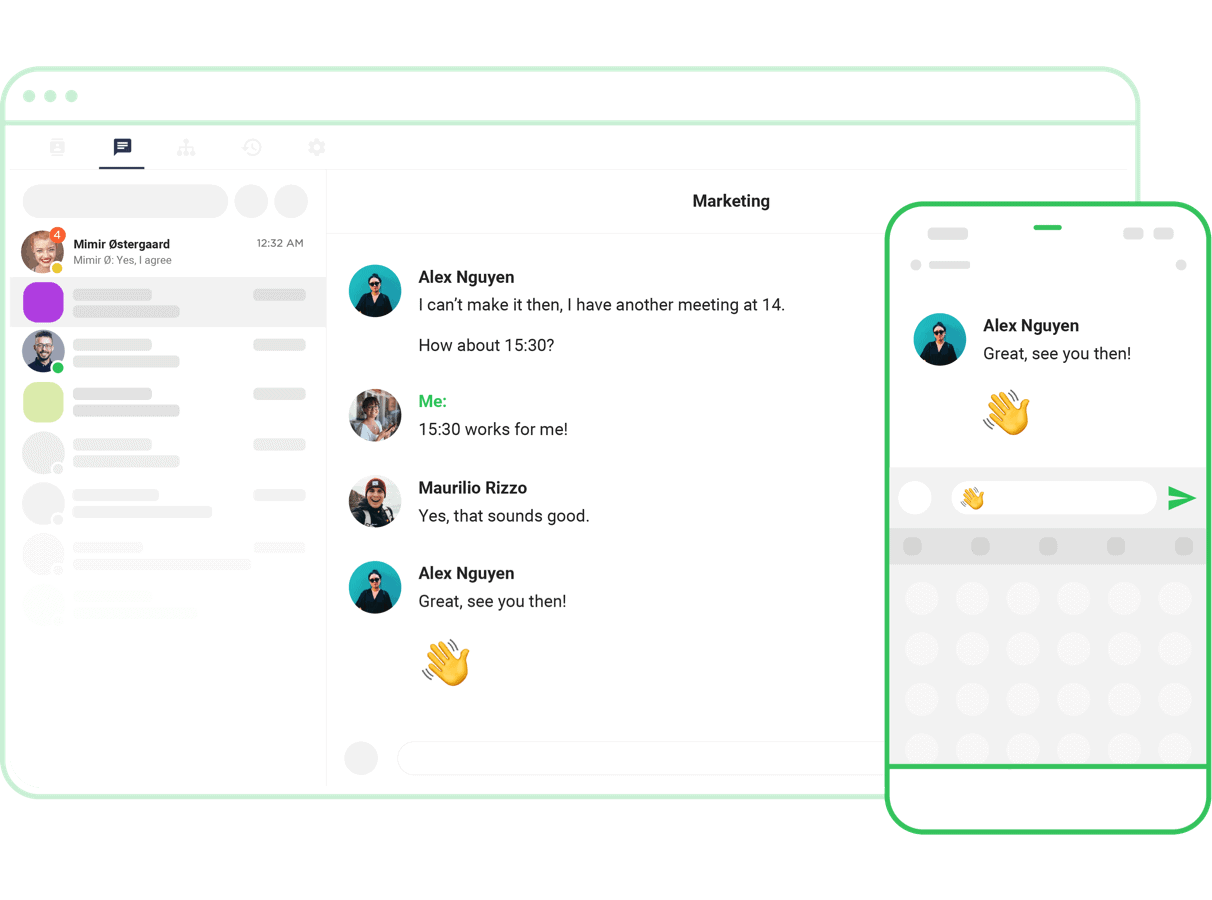 4
Mimir Østergaard
12:32 AM
Mimir Ø: Yes, I agree
Marketing
Alex Nguyen
I can’t make it then, I have another meeting at 14.
How about 15:30?
Me:
15:30 works for me!
Maurilio Rizzo
Yes, that sounds good.
Alex Nguyen
Great, see you then!
👋
Alex Nguyen
Great, see you then!
👋
👋